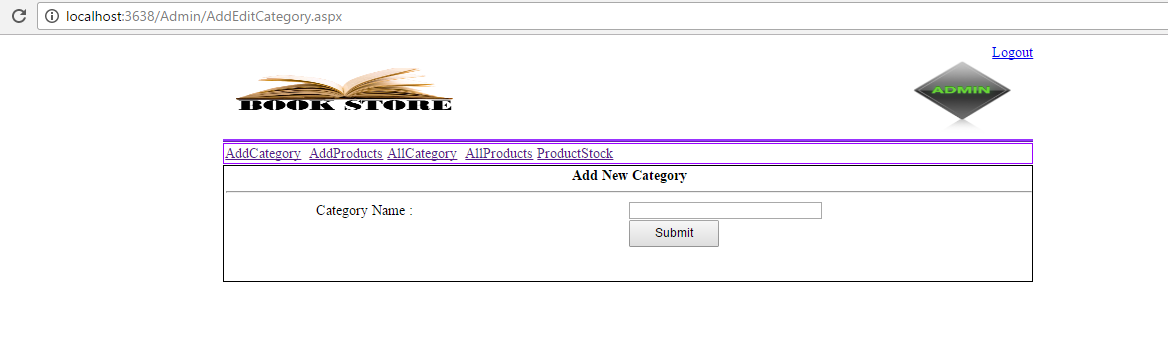 localhost:3638/Admin/AddEditCategory.aspx
Logout
BOOK STORE
ADMIN
AddCategory AddProducts AllCategory AllProducts ProductStock
Add New Category
Category Name :
Submit